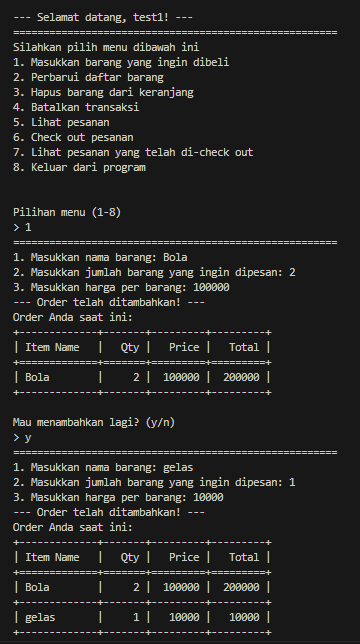 --- Selamat datang, test1! ---
====================================================
Silahkan pilih menu dibawah ini
1. Masukkan barang yang ingin dibeli
2. Perbarui daftar barang
3. Hapus barang dari keranjang
4. Batalkan transaksi
5. Lihat pesanan
6. Check out pesanan
7. Lihat pesanan yang telah di-check out
8. Keluar dari program
Pilihan menu (1-8)
> 1
====================================================
1. Masukkan nama barang: Bola
2. Masukkan jumlah barang yang ingin dipesan: 2
3. Masukkan harga per barang: 100000
--- Order telah ditambahkan! ---
Order Anda saat ini:
+-------------+-------+---------+---------+
| Item Name   |   Qty |   Price |   Total |
+=============+=======+=========+=========+
| Bola        |     2 |  100000 |  200000 |
+-------------+-------+---------+---------+
Mau menambahkan lagi? (y/n)
> y
====================================================
1. Masukkan nama barang: gelas
2. Masukkan jumlah barang yang ingin dipesan: 1
3. Masukkan harga per barang: 10000
--- Order telah ditambahkan! ---
Order Anda saat ini:
+-------------+-------+---------+---------+
| Item Name   |   Qty |   Price |   Total |
+=============+=======+=========+=========+
| Bola        |     2 |  100000 |  200000 |
+-------------+-------+---------+---------+
| gelas       |     1 |   10000 |   10000 |
+-------------+-------+---------+---------+